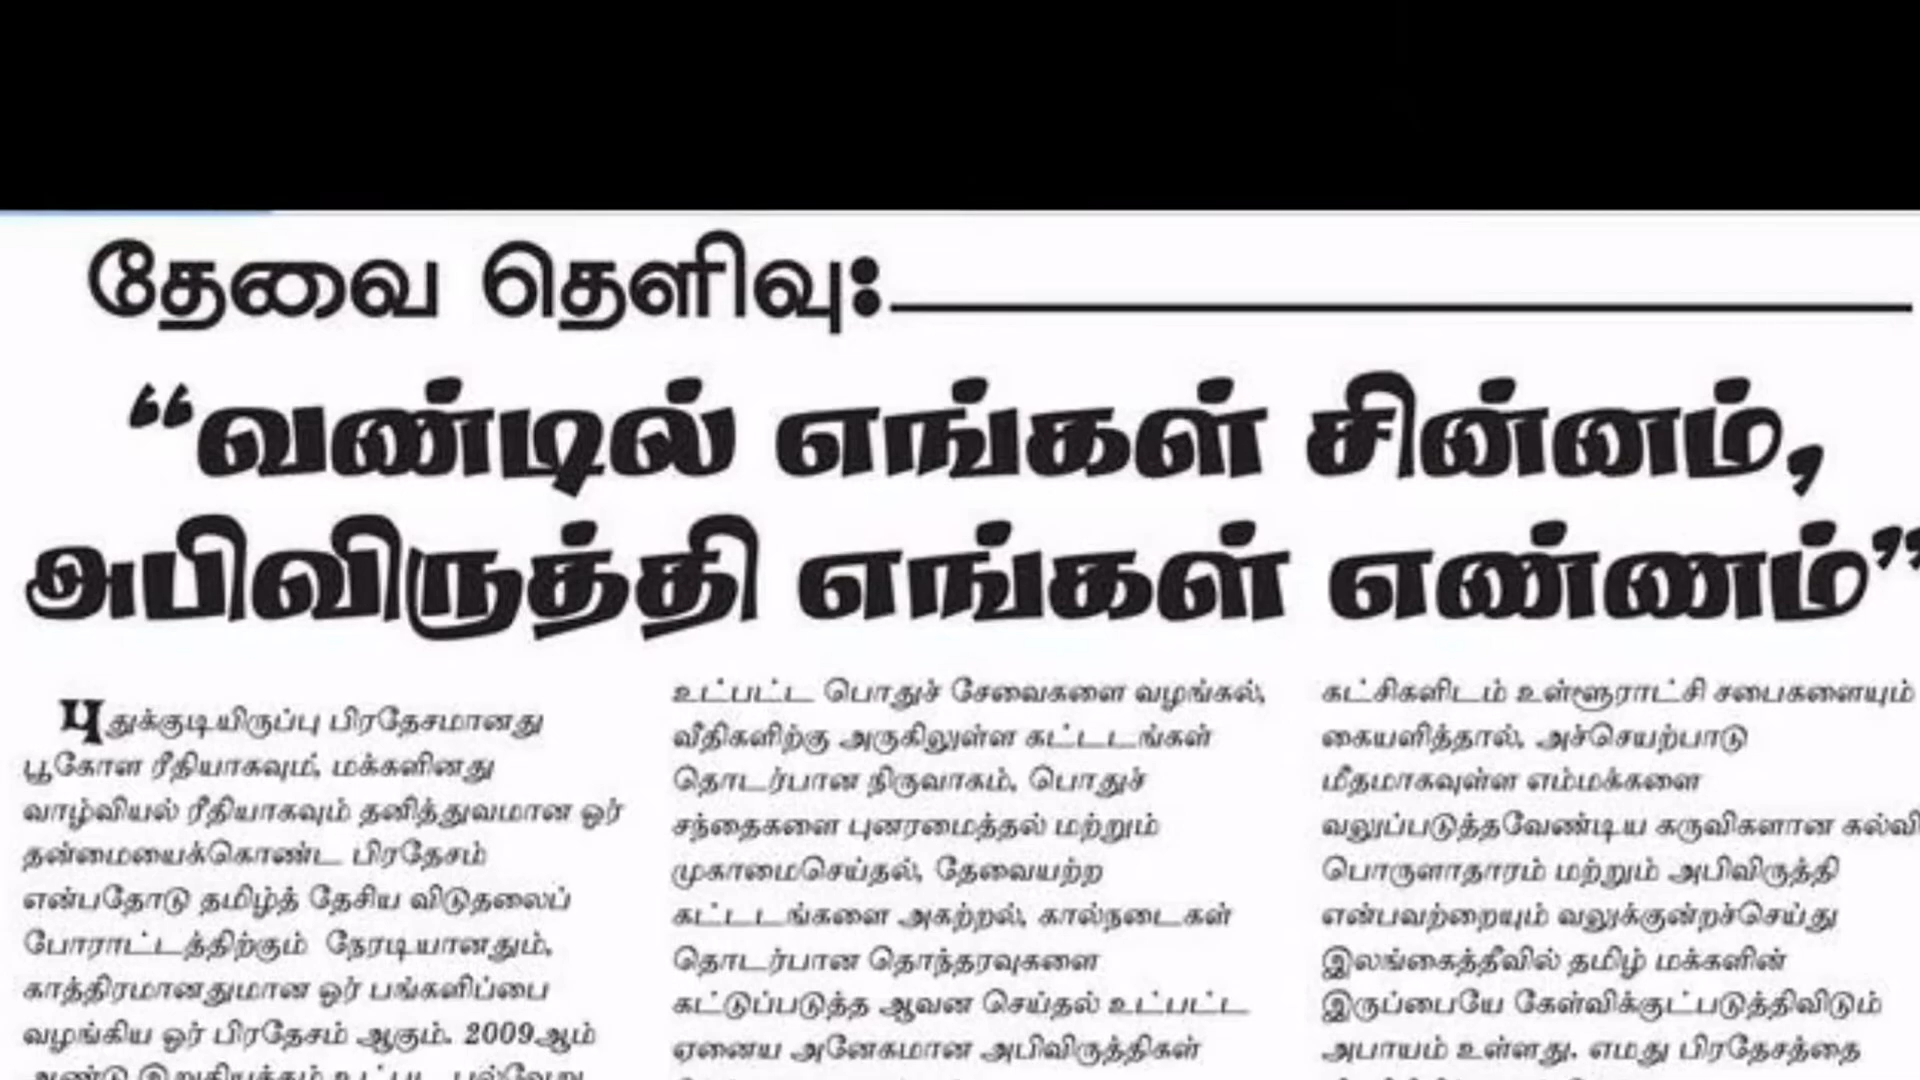 தேவை தெளிவு:
“வண்டில் எங்கள் சின்னம்,
அபிவிருத்தி எங்கள் எண்ணம்”
புதுக்குடியிருப்பு பிரதேசமானது
பூகோள ரீதியாகவும், மக்களினது
வாழ்வியல் ரீதியாகவும் தனித்துவமான ஓர்
தன்மையைக்கொண்ட பிரதேசம்
என்பதோடு தமிழ்த் தேசிய விடுதலைப்
போராட்டத்திற்கும் நேரடியானதும்,
காத்திரமானதுமான ஓர் பங்களிப்பை
வழங்கிய ஓர் பிரதேசம் ஆகும். 2009ஆம்
உட்பட்ட பொதுச் சேவைகளை வழங்கல்,
வீதிகளிற்கு அருகிலுள்ள கட்டடங்கள்
தொடர்பான நிருவாகம், பொதுச்
சந்தைகளை புனரமைத்தல் மற்றும்
முகாமைசெய்தல், தேவையற்ற
கட்டடங்களை அகற்றல், கால்நடைகள்
தொடர்பான தொந்தரவுகளை
கட்டுப்படுத்த ஆவன செய்தல் உட்பட்ட
ஏனைய அனேகமான அபிவிருத்திகள்
கட்சிகளிடம் உள்ளூராட்சி சபைகளையும்
கையளித்தால், அச்செயற்பாடு
மீதமாகவுள்ள எம்மக்களை
வலுப்படுத்தவேண்டிய கருவிகளான கல்வி
பொருளாதாரம் மற்றும் அபிவிருத்தி
என்பவற்றையும் வலுக்குன்றச்செய்து
இலங்கைத்தீவில் தமிழ் மக்களின்
இருப்பையே கேள்விக்குட்படுத்திவிடும்
அபாயம் உள்ளது. எமது பிரதேசத்தை